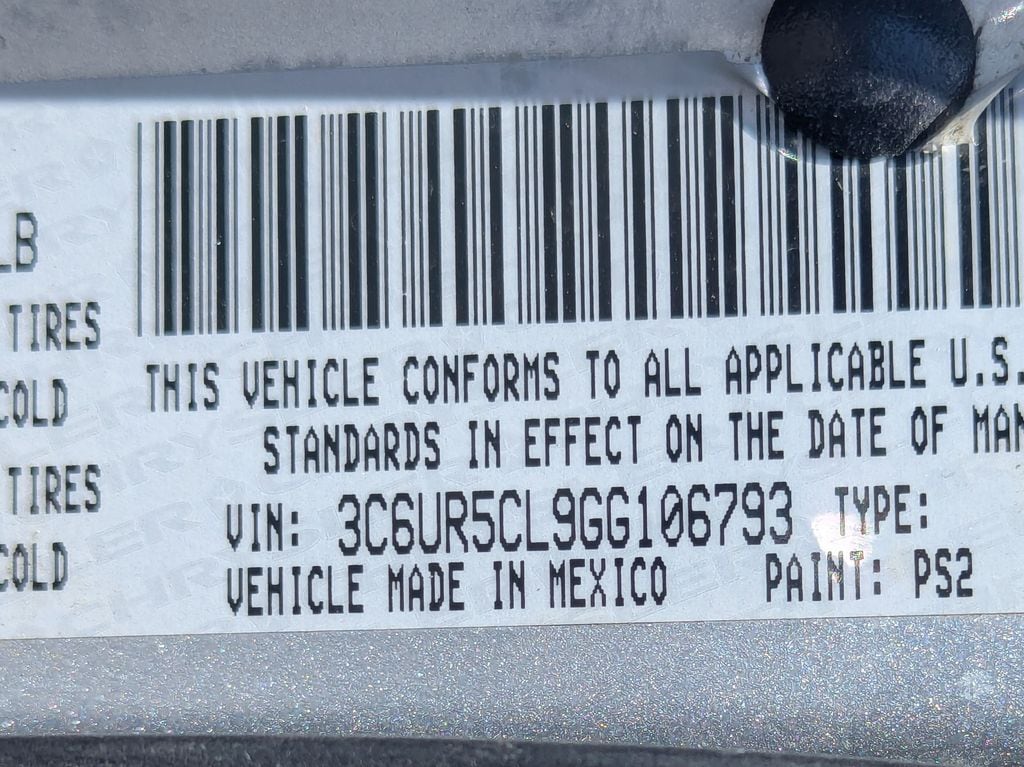 LB
TIRES
COLD
TIRES
COLD
THIS VEHICLE CONFORMS TO ALL APPLICABLE U.S.
STANDARDS IN EFFECT ON THE DATE OF MAN
VIN: 3C6UR5CL9GG106793 TYPE:
VEHICLE MADE IN MEXICO PAINT: PS2